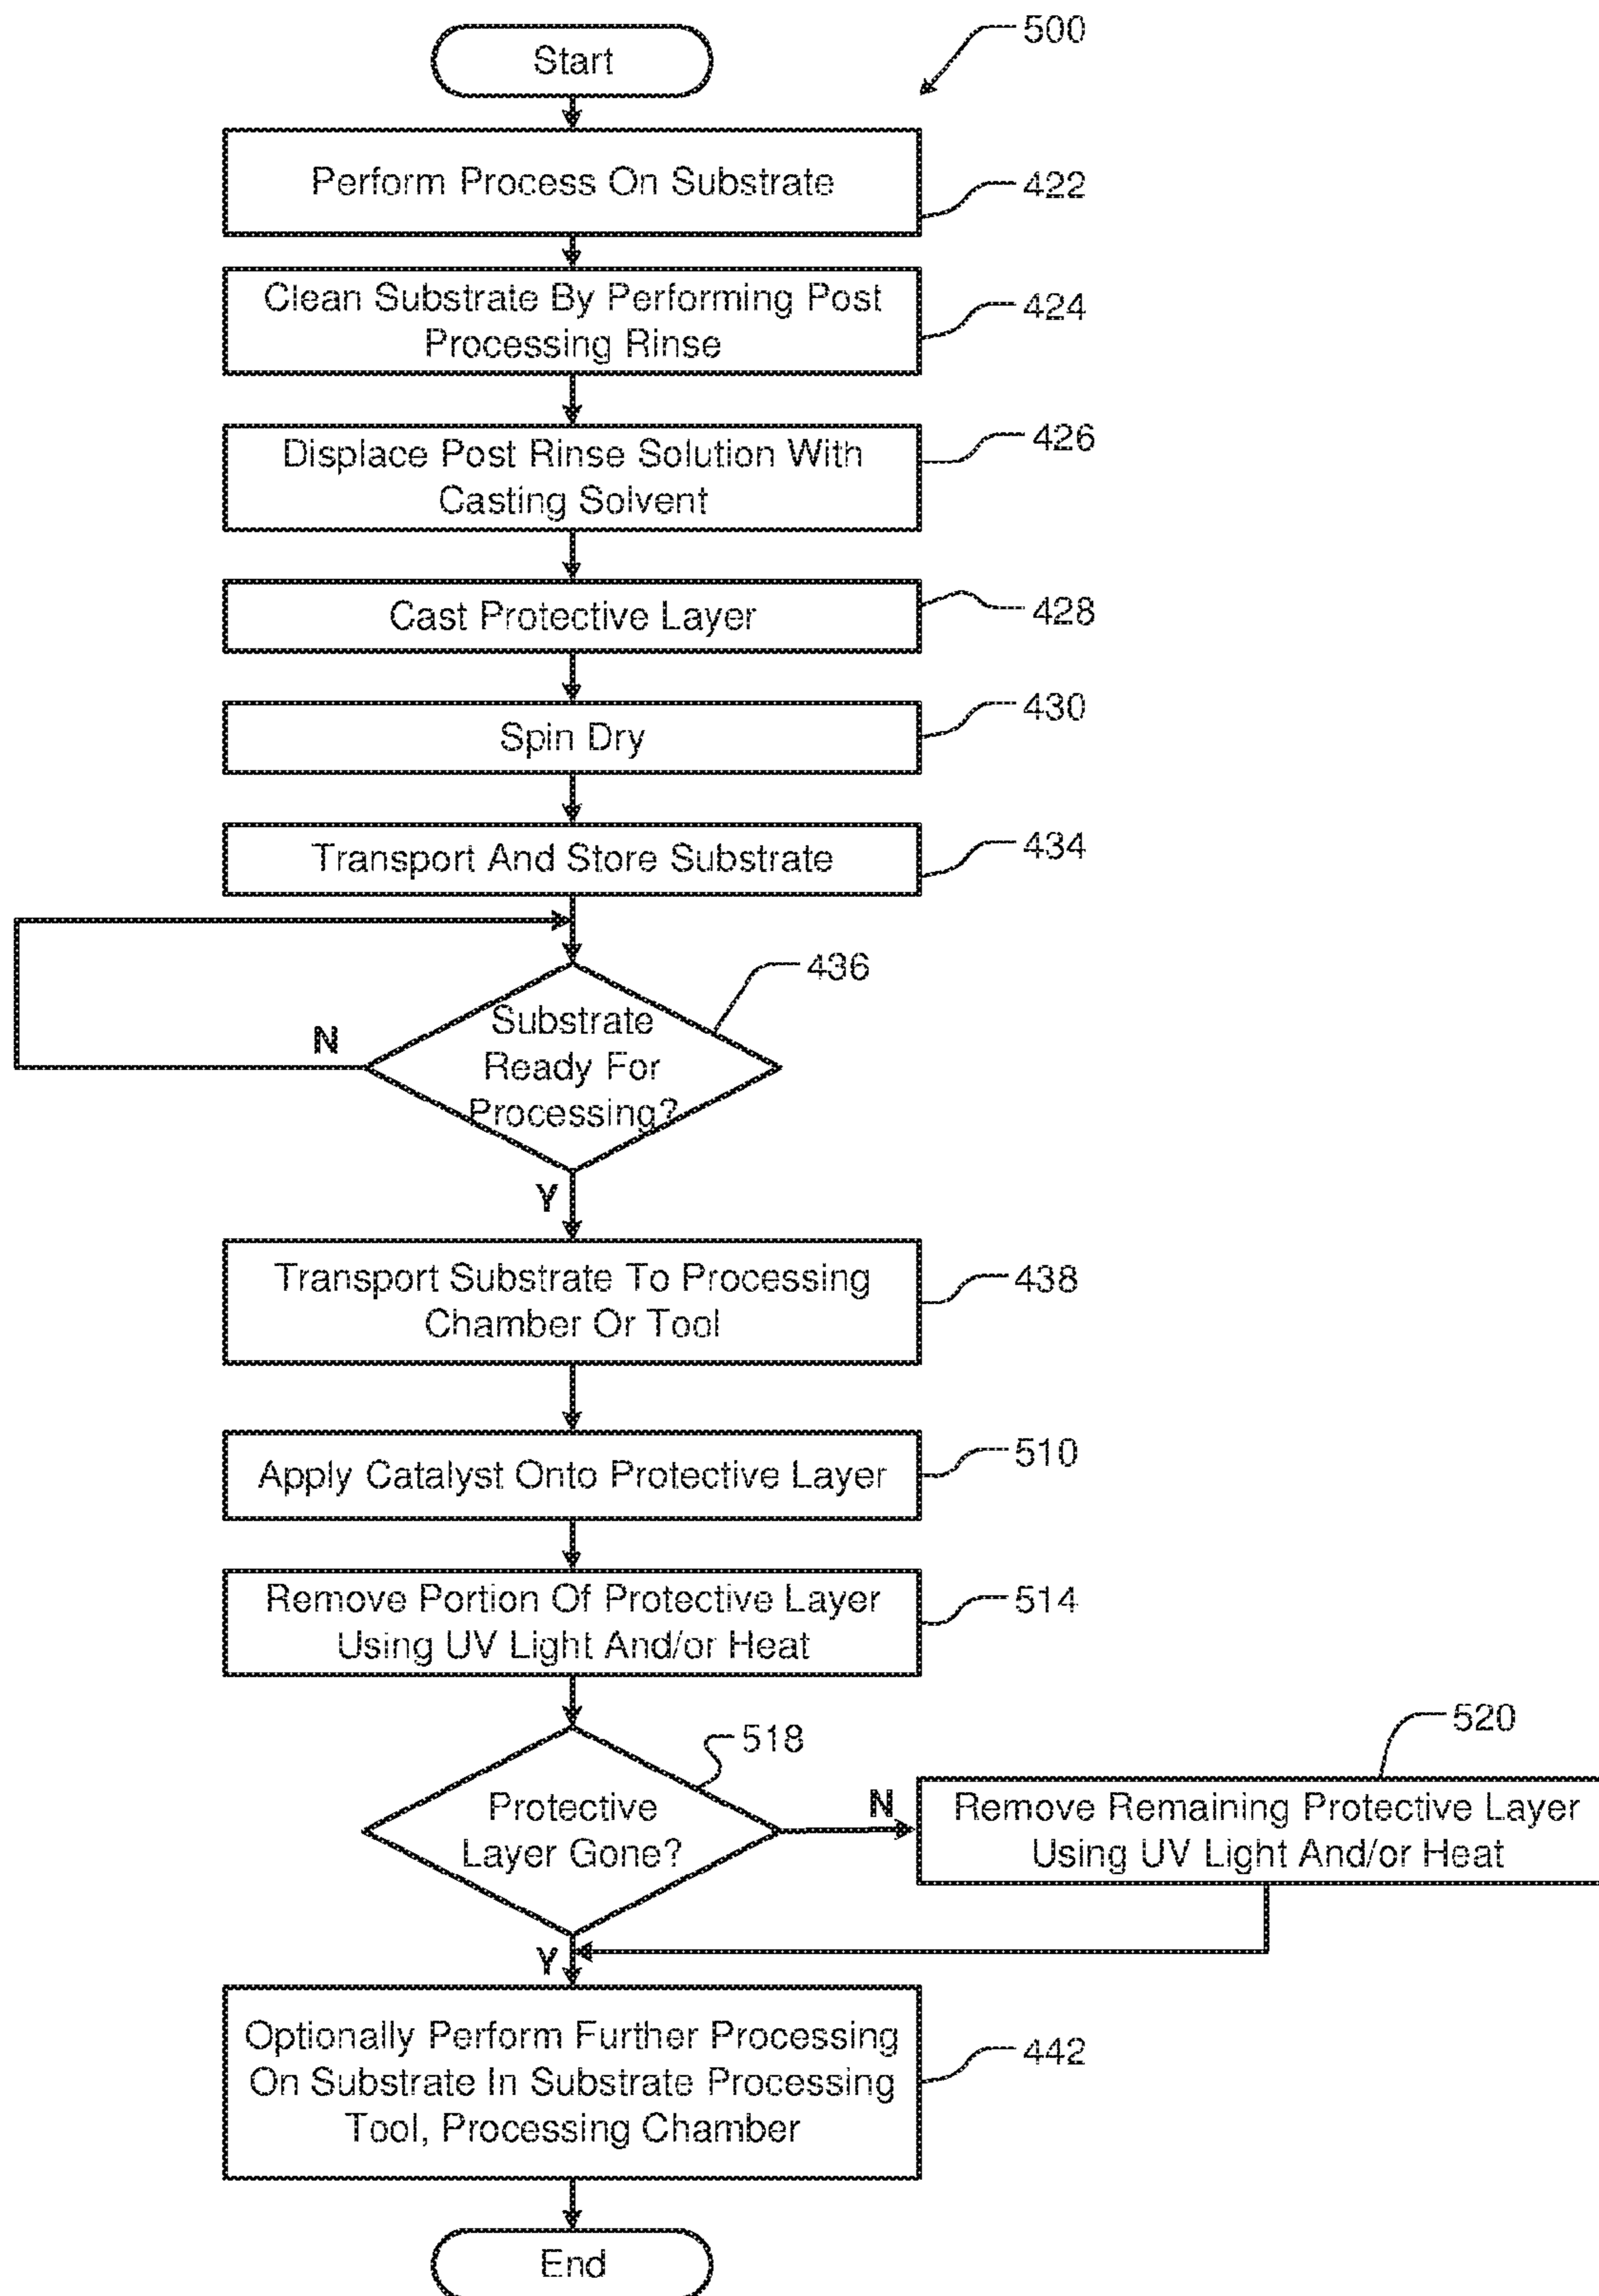 Start
500
Perform Process On Substrate
422
Clean Substrate By Performing Post
Processing Rinse
424
Displace Post Rinse Solution With
Casting Solvent
426
Cast Protective Layer
428
Spin Dry
430
Transport And Store Substrate
434
436
Substrate
Ready For
Processing?
N
Y
Transport Substrate To Processing
Chamber Or Tool
438
Apply Catalyst Onto Protective Layer
510
Remove Portion Of Protective Layer
Using UV Light And/or Heat
514
518
Protective
Layer Gone?
N
520
Remove Remaining Protective Layer
Using UV Light And/or Heat
Y
Optionally Perform Further Processing
On Substrate In Substrate Processing
Tool, Processing Chamber
442
End